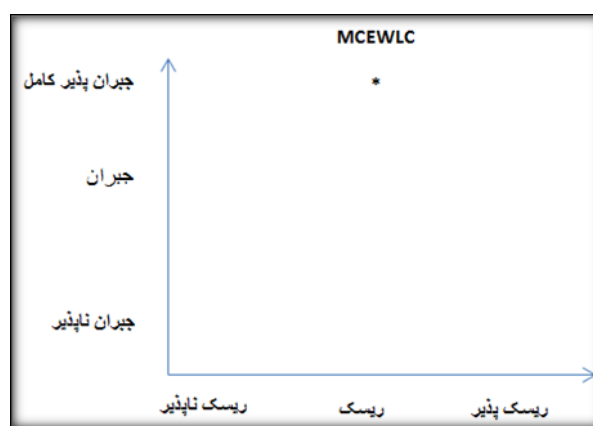 MCEWLC
جبران پذیر کامل
*
جبران
جبران ناپذیر
ریسک ناپذیر
ریسک
ریسک پذیر